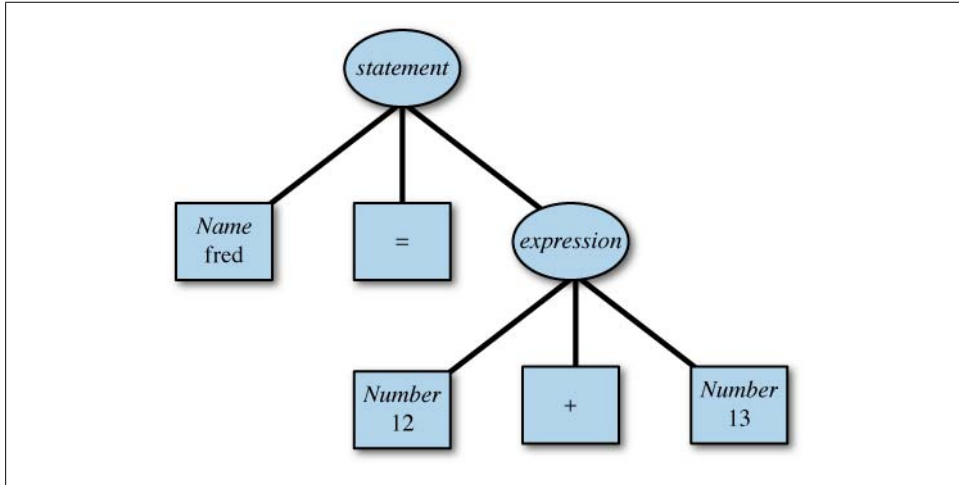 statement
Name
fred
=
expression
Number
12
+
Number
13